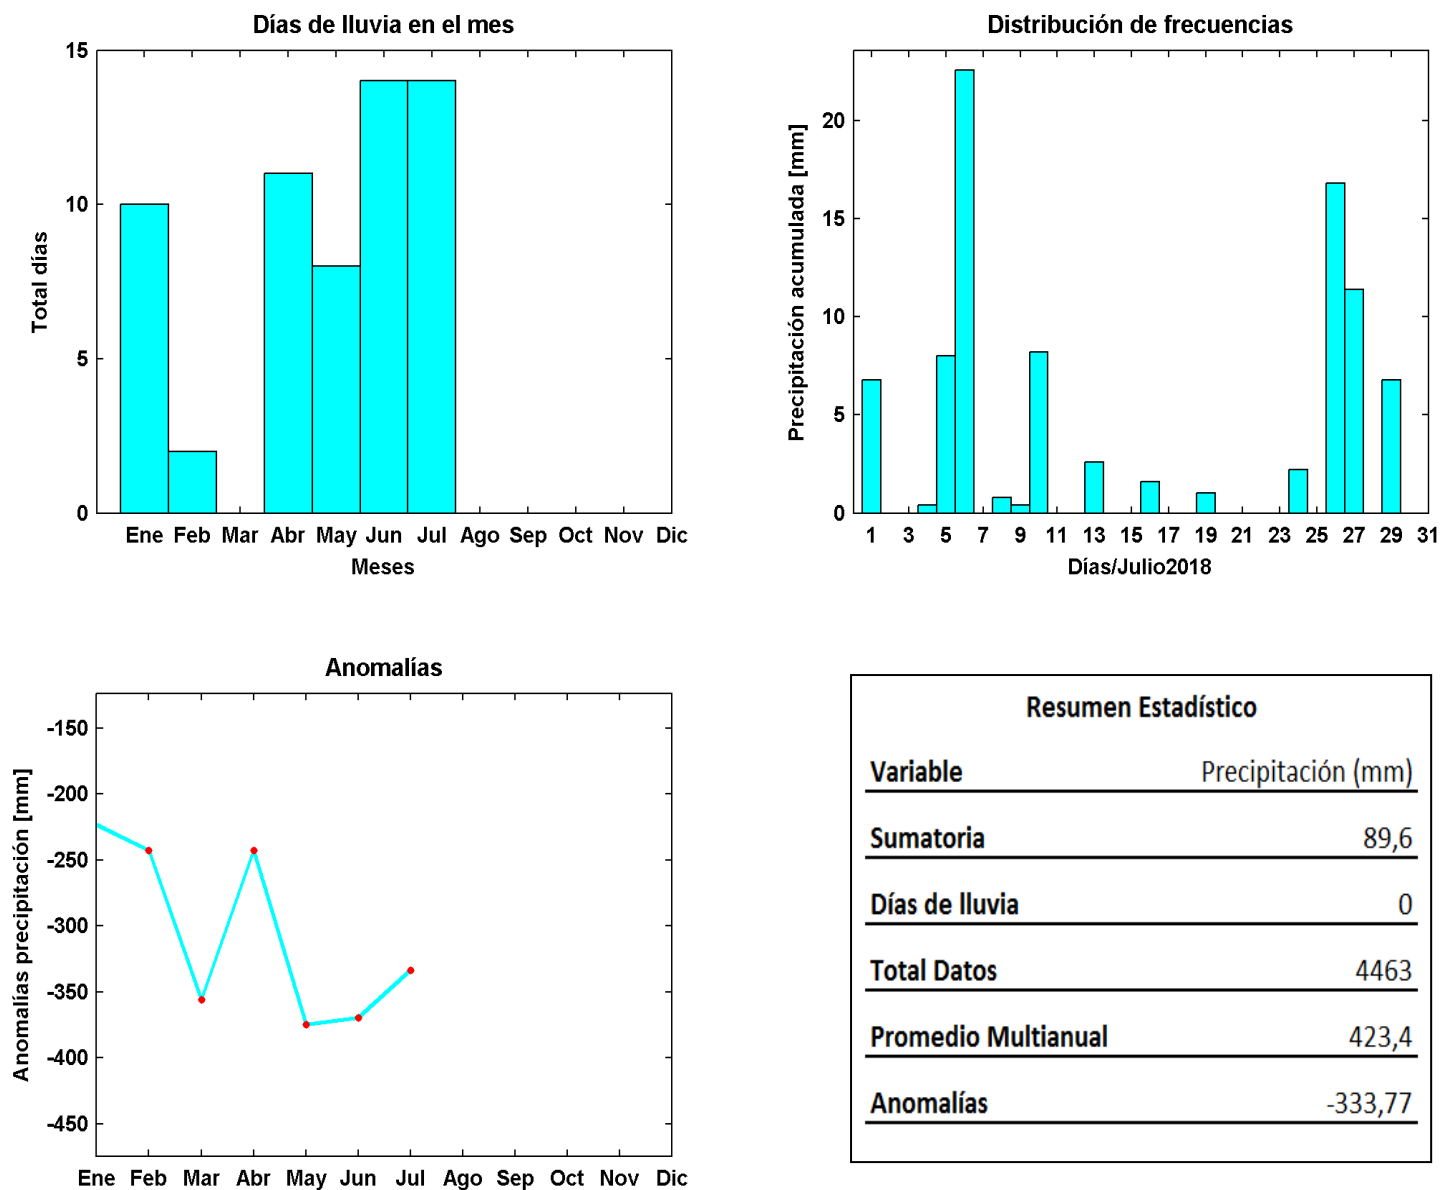 Días de lluvia en el mes
15
10
5
0
Total días
Ene Feb Mar Abr May Jun Jul Ago Sep Oct Nov Dic
Meses
Distribución de frecuencias
20
15
10
5
0
Precipitación acumulada [mm]
1 3 5 7 9 11 13 15 17 19 21 23 25 27 29 31
Días/Julio2018
Anomalías
-150
-200
-250
-300
-350
-400
-450
Anomalías precipitación [mm]
Ene Feb Mar Abr May Jun Jul Ago Sep Oct Nov Dic
Resumen Estadístico
Variable Precipitación (mm)
Sumatoria 89,6
Días de lluvia 0
Total Datos 4463
Promedio Multianual 423,4
Anomalías -333,77